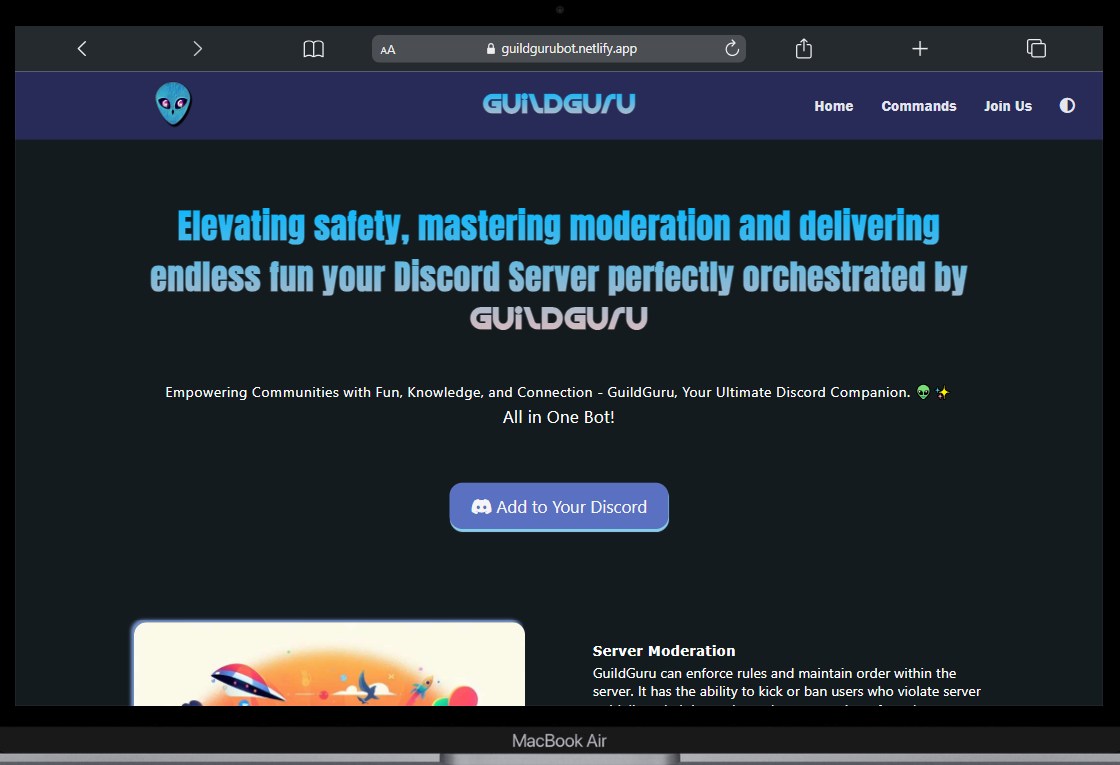 AA
guildgurubot.netlify.app
GUILDGURU
Home
Commands
Join Us
Elevating safety, mastering moderation and delivering
endless fun your Discord Server perfectly orchestrated by
GUILDGURU
Empowering Communities with Fun, Knowledge, and Connection - GuildGuru, Your Ultimate Discord Companion. 👽 ✨
All in One Bot!
Add to Your Discord
Server Moderation
GuildGuru can enforce rules and maintain order within the
server. It has the ability to kick or ban users who violate server
MacBook Air